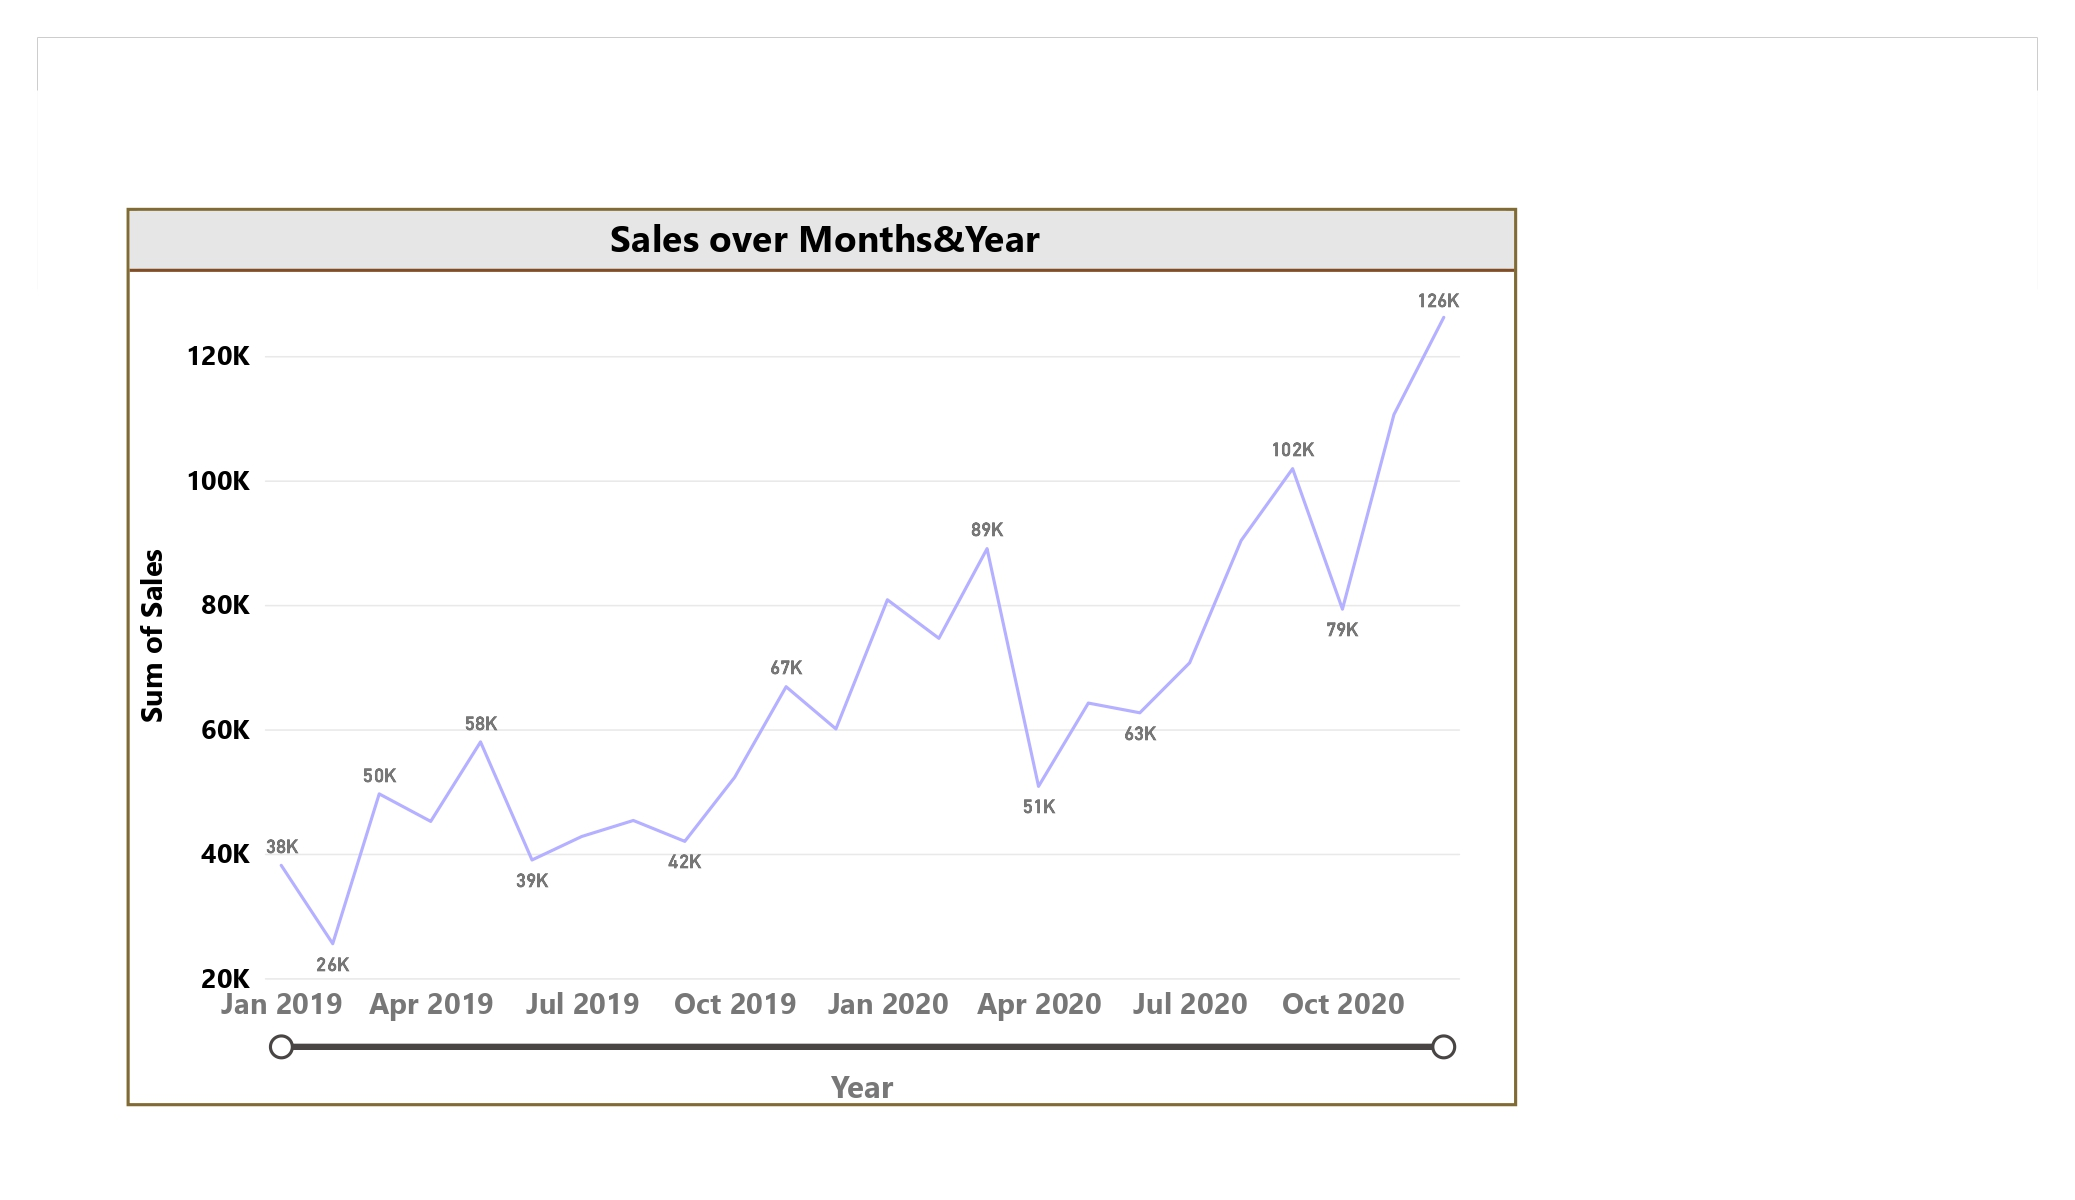 Sales over Months&Year
126K
120K
102K
100K
89K
80K
79K
67K
63K
60K
58K
51K
50K
42K
40K
39K
38K
26K
20K
Sum of Sales
Jan 2019 Apr 2019 Jul 2019 Oct 2019 Jan 2020 Apr 2020 Jul 2020 Oct 2020
Year